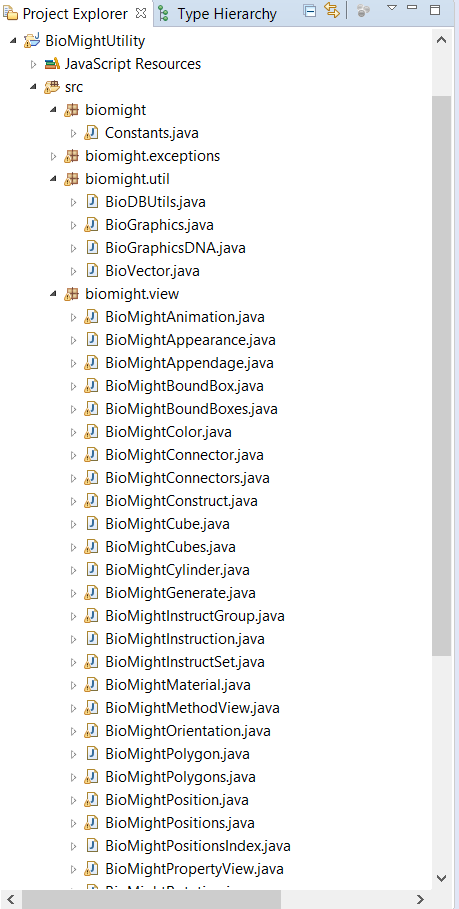 Project Explorer Type Hierarchy
BioMightUtility
JavaScript Resources
src
biomight
Constants.java
biomight.exceptions
biomight.util
BioDBUtils.java
BioGraphics.java
BioGraphicsDNA.java
BioVector.java
biomight.view
BioMightAnimation.java
BioMightAppearance.java
BioMightAppendage.java
BioMightBoundBox.java
BioMightBoundBoxes.java
BioMightColor.java
BioMightConnector.java
BioMightConnectors.java
BioMightConstruct.java
BioMightCube.java
BioMightCubes.java
BioMightCylinder.java
BioMightGenerate.java
BioMightInstructGroup.java
BioMightInstruction.java
BioMightInstructSet.java
BioMightMaterial.java
BioMightMethodView.java
BioMightOrientation.java
BioMightPolygon.java
BioMightPolygons.java
BioMightPosition.java
BioMightPositions.java
BioMightPositionsIndex.java
BioMightPropertyView.java